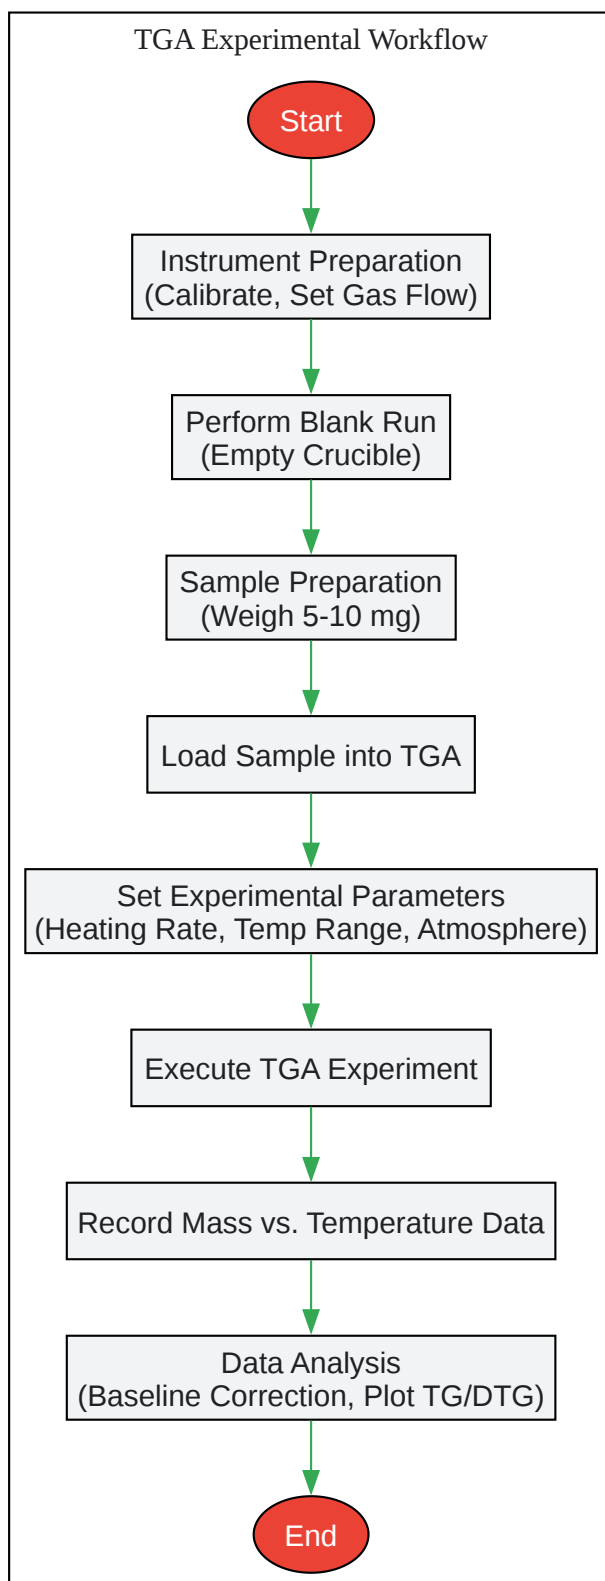 TGA Experimental Workflow
Start
Instrument Preparation
(Calibrate, Set Gas Flow)
Perform Blank Run
(Empty Crucible)
Sample Preparation
(Weigh 5-10 mg)
Load Sample into TGA
Set Experimental Parameters
(Heating Rate, Temp Range, Atmosphere)
Execute TGA Experiment
Record Mass vs. Temperature Data
Data Analysis
(Baseline Correction, Plot TG/DTG)
End